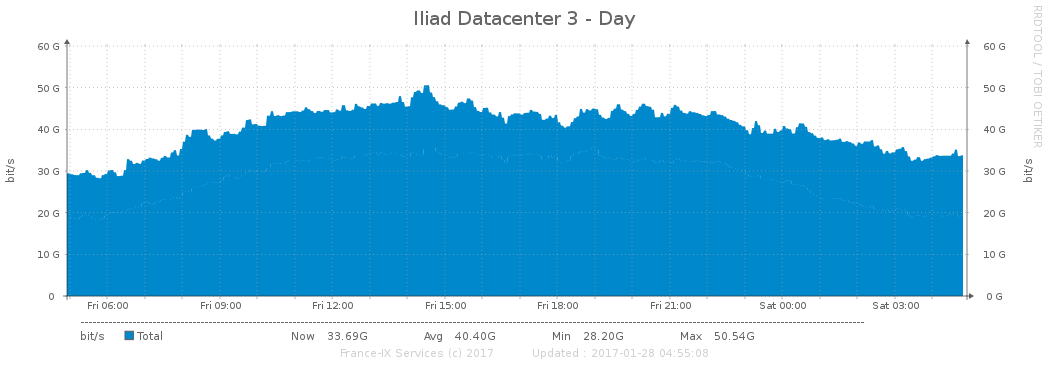 Iliad Datacenter 3 - Day
RRDTOOL / TOBI OETIKER
60 G 60 G
50 G 50 G
40 G 40 G
30 G 30 G
20 G 20 G
10 G 10 G
0 0 G
bit/s bit/s
Fri 06:00 Fri 09:00 Fri 12:00 Fri 15:00 Fri 18:00 Fri 21:00 Sat 00:00 Sat 03:00
bit/s Total Now 33.69G Avg 40.40G Min 28.20G Max 50.54G
France-IX Services (c) 2017 Updated : 2017-01-28 04:55:08